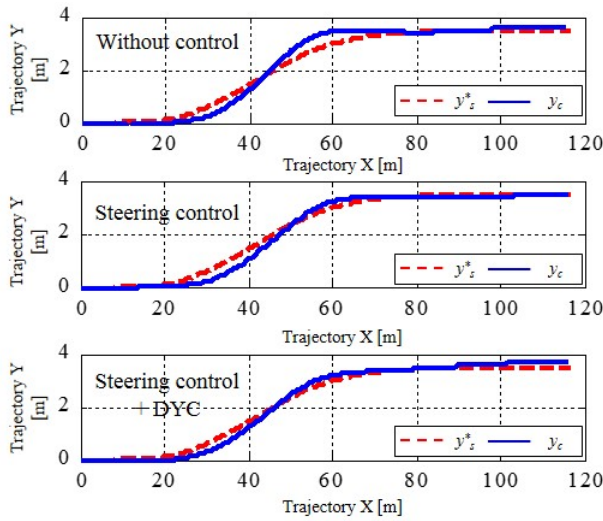 4
Without control
Trajectory Y
[m]
2
y*s
yc
0
0 20 40 60 80 100 120
Trajectory X [m]
4
Steering control
Trajectory Y
[m]
2
y*s
yc
0
0 20 40 60 80 100 120
Trajectory X [m]
4
Steering control
+ DYC
Trajectory Y
[m]
2
y*s
yc
0
0 20 40 60 80 100 120
Trajectory X [m]